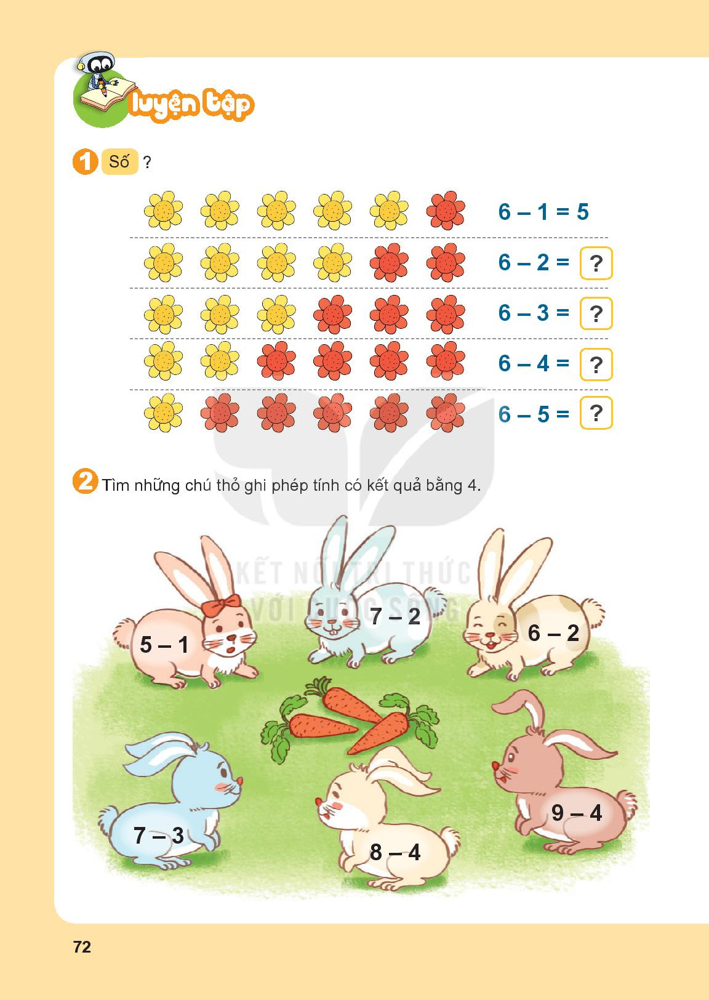 luyện tập
1 Số ?
6 – 1 = 5
6 – 2 = ?
6 – 3 = ?
6 – 4 = ?
6 – 5 = ?
2 Tìm những chú thỏ ghi phép tính có kết quả bằng 4.
KẾT NỐI TRI THỨC
VỚI CUỘC SỐNG
5 – 1
7 – 2
6 – 2
7 – 3
8 – 4
9 – 4
72